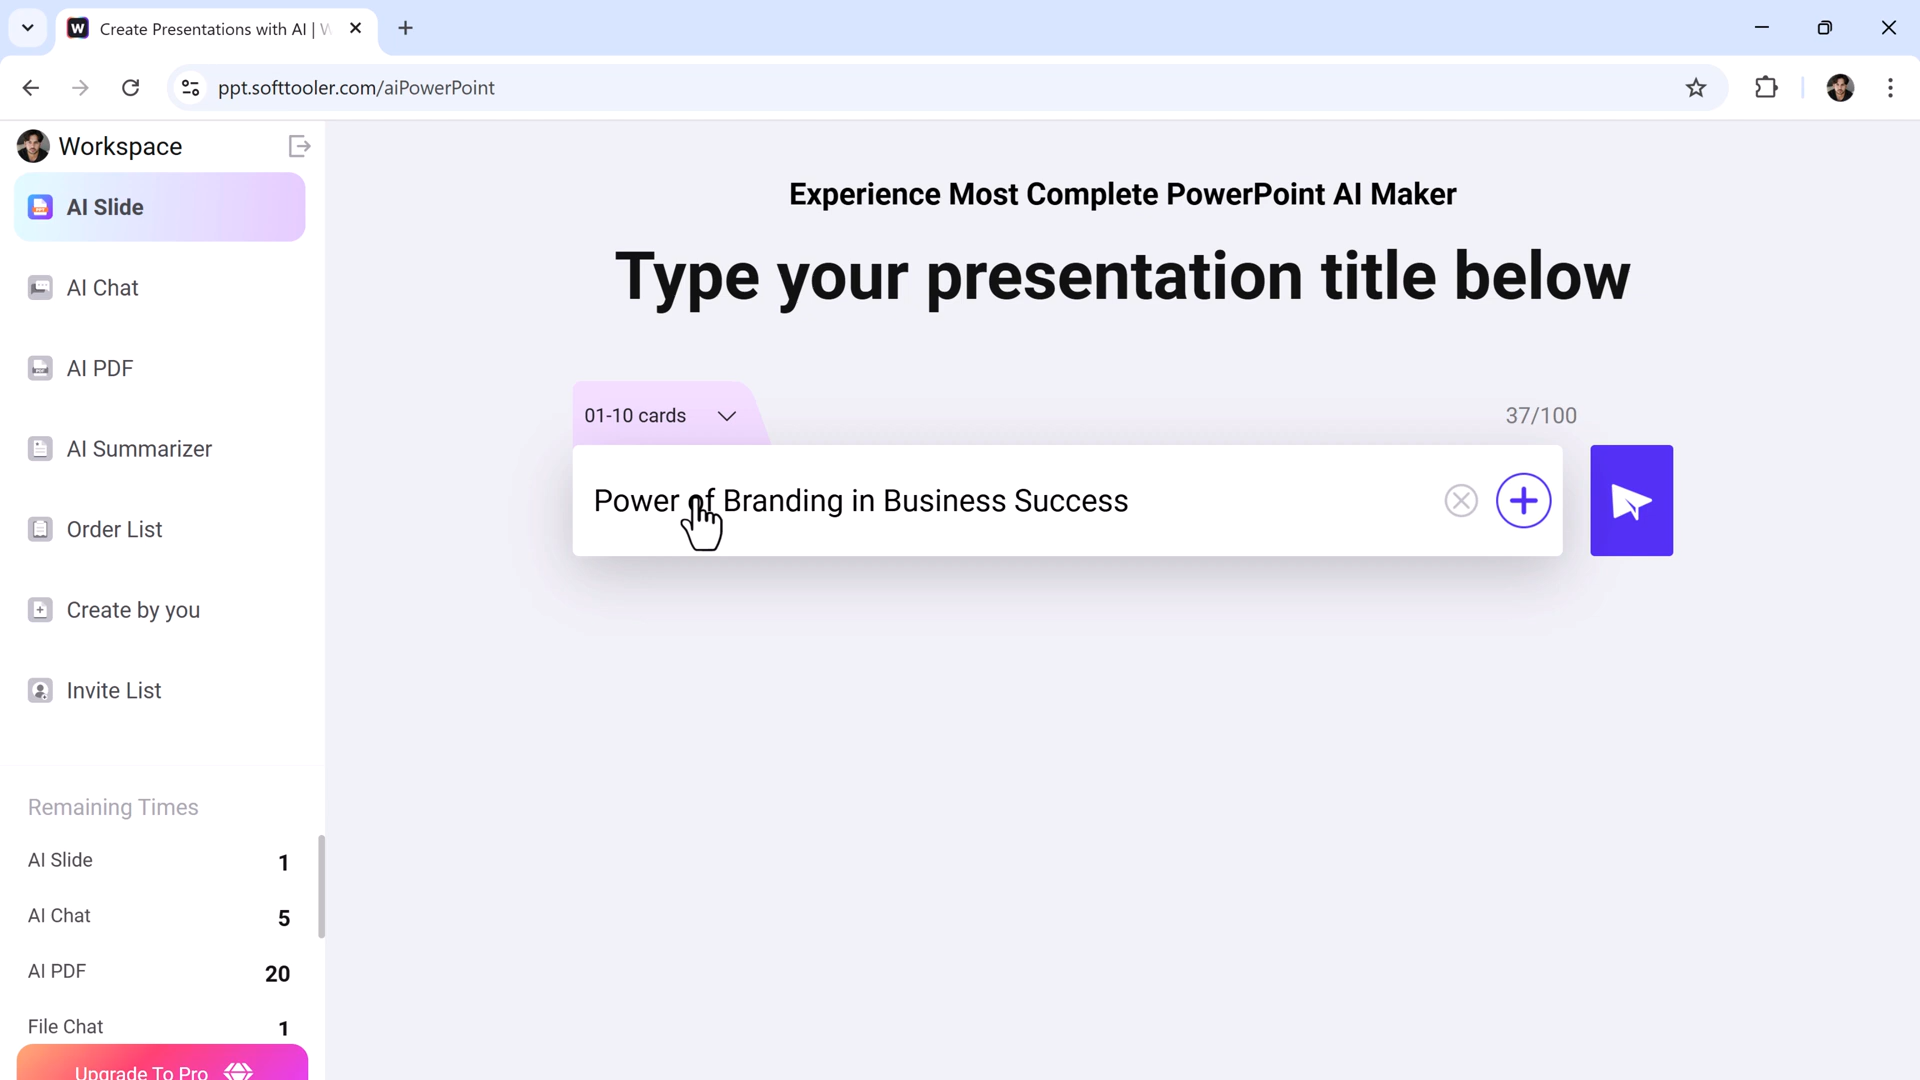 Create Presentations with AI | W
ppt.softtooler.com/aiPowerPoint
Workspace
AI Slide
AI Chat
AI PDF
AI Summarizer
Order List
Create by you
Invite List
Remaining Times
AI Slide 1
AI Chat 5
AI PDF 20
File Chat 1
Upgrade To Pro
Experience Most Complete PowerPoint AI Maker
Type your presentation title below
01-10 cards
37/100
Power of Branding in Business Success